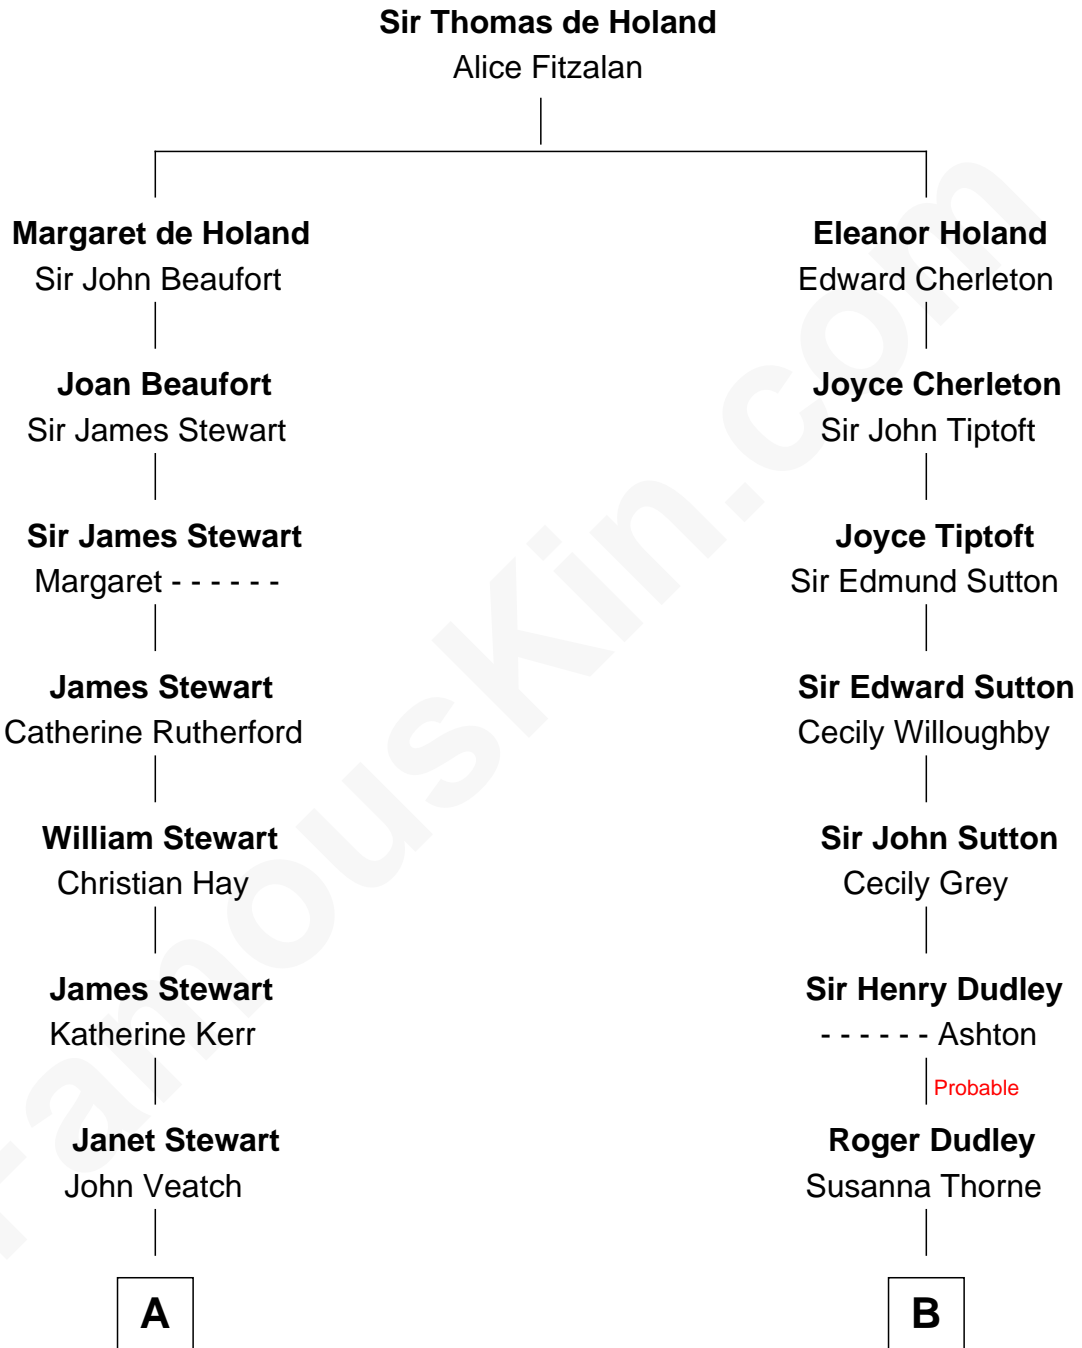 Sir Thomas de Holand
Alice Fitzalan
Margaret de Holand
Sir John Beaufort
Eleanor Holand
Edward Cherleton
Joan Beaufort
Sir James Stewart
Joyce Cherleton
Sir John Tiptoft
Sir James Stewart
Margaret - - - - - -
Joyce Tiptoft
Sir Edmund Sutton
James Stewart
Catherine Rutherford
Sir Edward Sutton
Cecily Willoughby
William Stewart
Christian Hay
Sir John Sutton
Cecily Grey
James Stewart
Katherine Kerr
Sir Henry Dudley
- - - - - - Ashton
Probable
Janet Stewart
John Veatch
Roger Dudley
Susanna Thorne
A
B
FamousKin.com